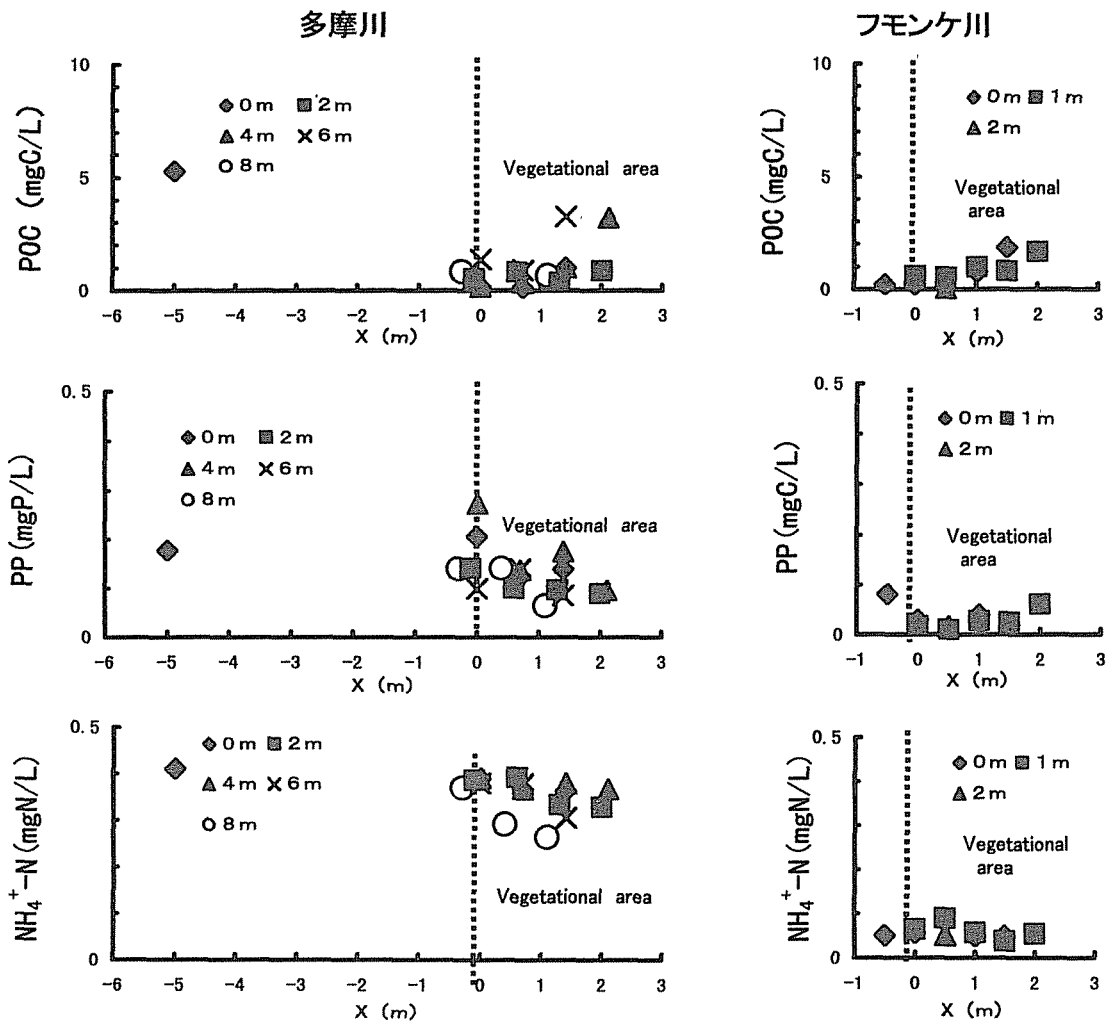 多摩川
POC (mgC/L)
10
5
0
0m 2m
4m 6m
8m
Vegetational area
-6 -5 -4 -3 -2 -1 0 1 2 3
X (m)
PP(mgP/L)
0.5
0
0m 2m
4m 6m
8m
Vegetational area
-6 -5 -4 -3 -2 -1 0 1 2 3
X (m)
NH₄⁺-N(mgN/L)
0.5
0
0m 2m
4m 6m
8m
Vegetational area
-6 -5 -4 -3 -2 -1 0 1 2 3
X (m)
フモンケ川
POC(mgC/L)
10
5
0
0m 1m
2m
Vegetational
area
-1 0 1 2 3
X (m)
PP(mgC/L)
0.5
0
0m 1m
2m
Vegetational
area
-1 0 1 2 3
X (m)
NH₄⁺-N(mgN/L)
0.5
0
0m 1m
2m
Vegetational
area
-1 0 1 2 3
X (m)